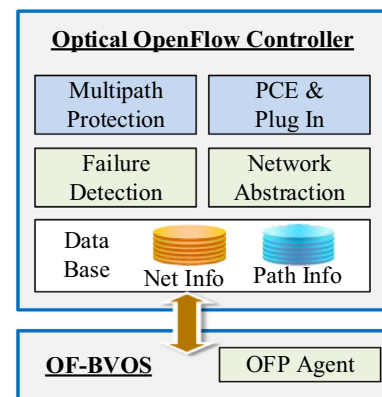 Optical OpenFlow Controller
Multipath
Protection
PCE &
Plug In
Failure
Detection
Network
Abstraction
Data
Base
Net Info
Path Info
OF-BVOS
OFP Agent